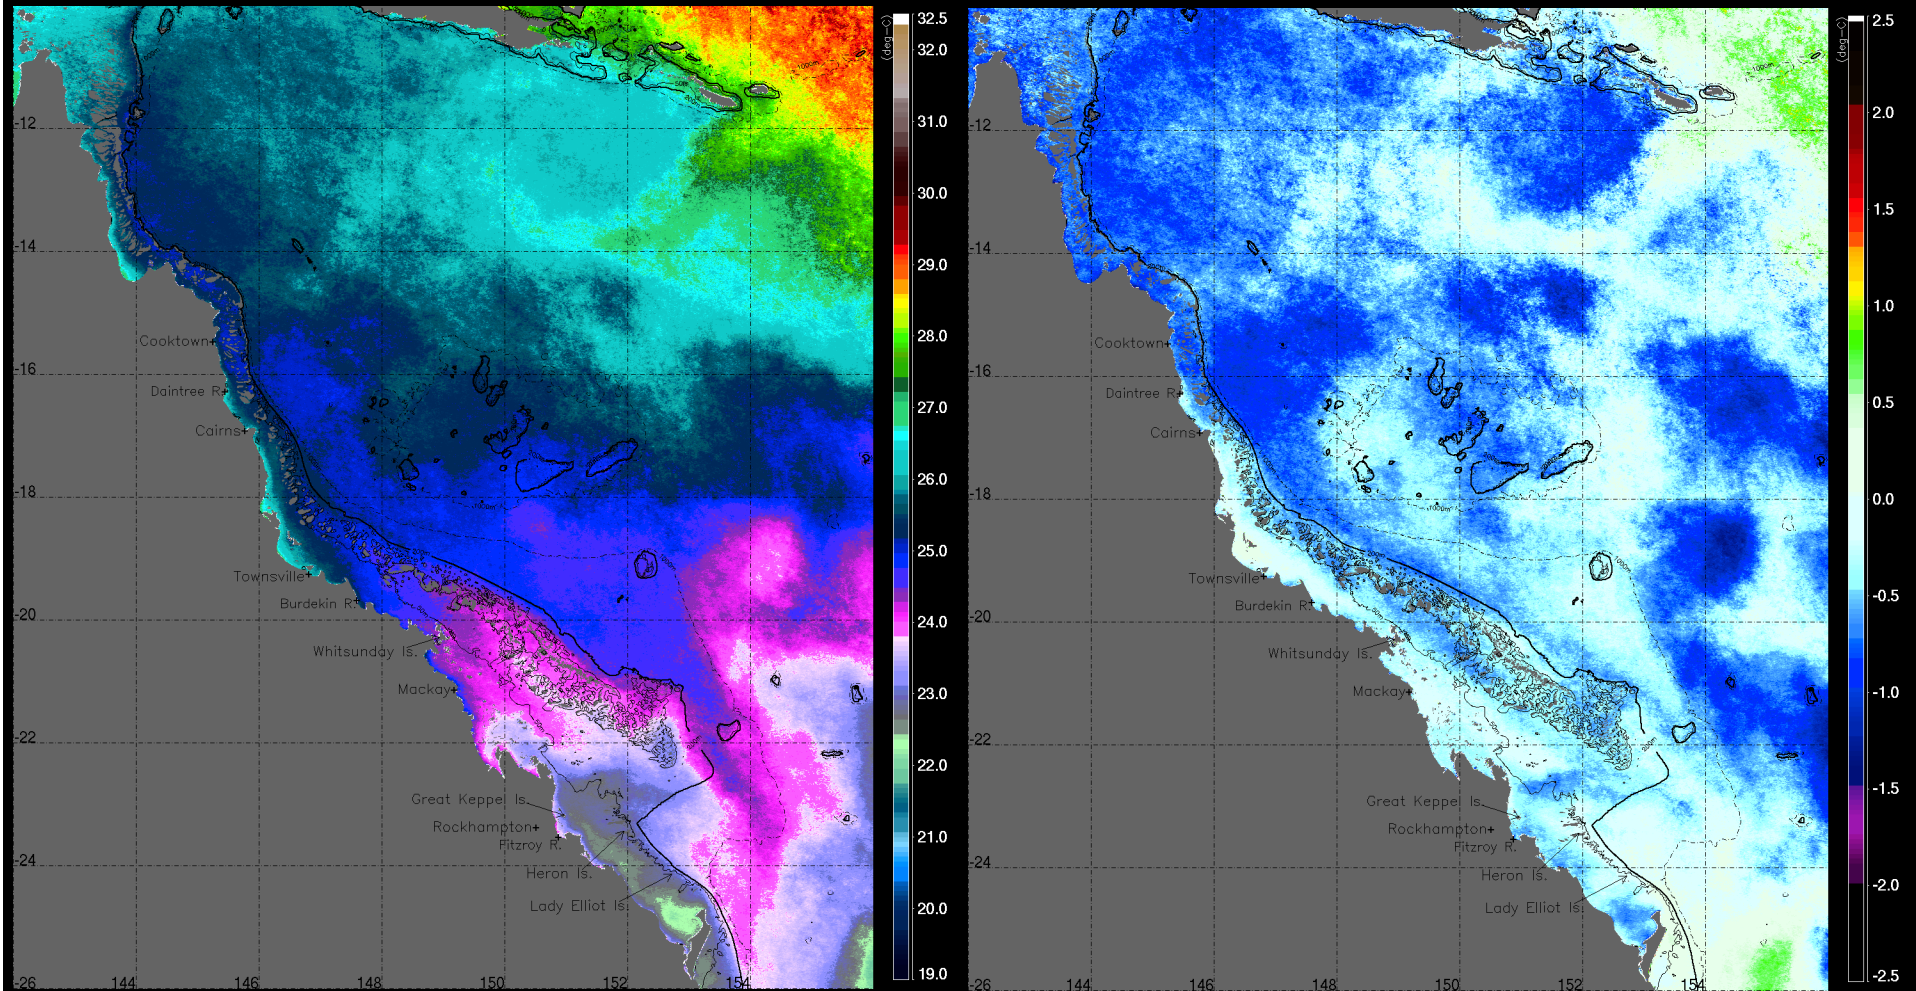 (deg-C)
32.5
32.0
31.0
30.0
29.0
28.0
27.0
26.0
25.0
24.0
23.0
22.0
21.0
20.0
19.0
-12
-14
-16
-18
-20
-22
-24
-26
144
146
148
150
152
154
Cooktown
Daintree R.
Cairns
Townsville
Burdekin R.
Whitsunday Is.
Mackay
Great Keppel Is.
Rockhampton
Fitzroy R.
Heron Is.
Lady Elliot Is.
1000m
1000m
(deg-C)
2.5
2.0
1.5
1.0
0.5
0.0
-0.5
-1.0
-1.5
-2.0
-2.5
-12
-14
-16
-18
-20
-22
-24
-26
144
146
148
150
152
154
Cooktown
Daintree R.
Cairns
Townsville
Burdekin R.
Whitsunday Is.
Mackay
Great Keppel Is.
Rockhampton
Fitzroy R.
Heron Is.
Lady Elliot Is.
1000m
1000m